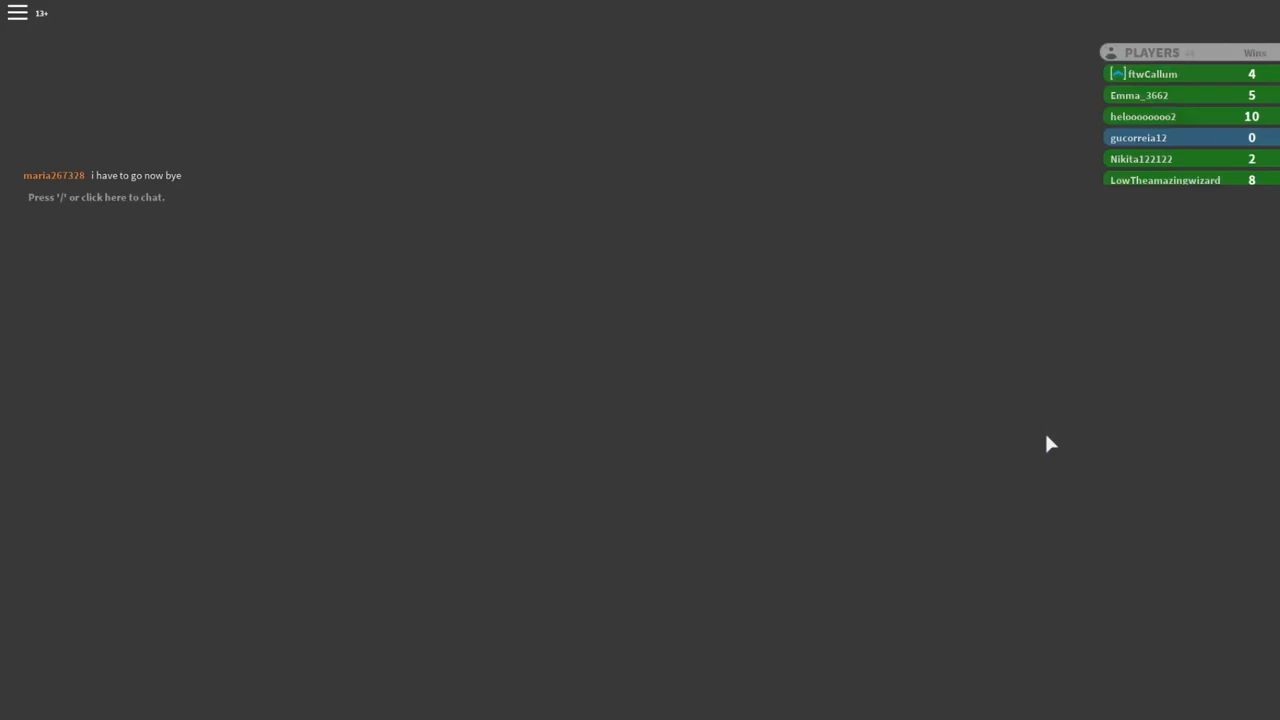 13+
PLAYERS
Wins
ftwCallum 4
Emma_3662 5
maria267328 i have to go now bye
Press '/' or click here to chat.
heloooooooo2 10
gucorreia12 0
Nikita122122 2
LowTheamazingwizard 8